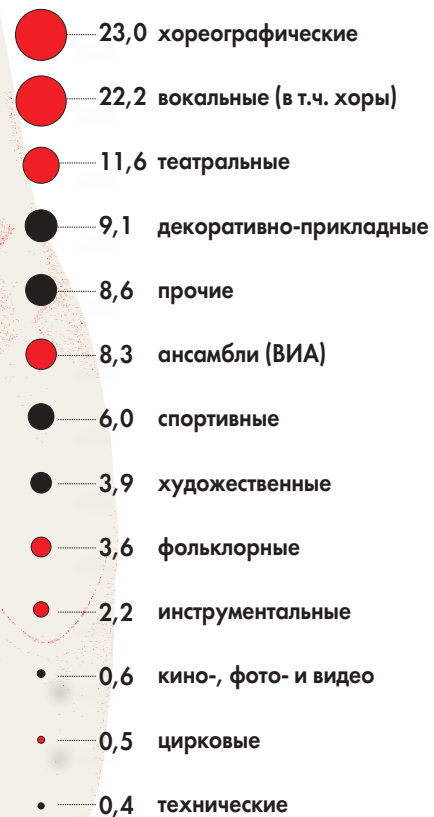 23,0 хореографические
22,2 вокальные (в т.ч. хоры)
11,6 театральные
9,1 декоративно-прикладные
8,6 прочие
8,3 ансамбли (ВИА)
6,0 спортивные
3,9 художественные
3,6 фольклорные
2,2 инструментальные
0,6 кино-, фото- и видео
0,5 цирковые
0,4 технические